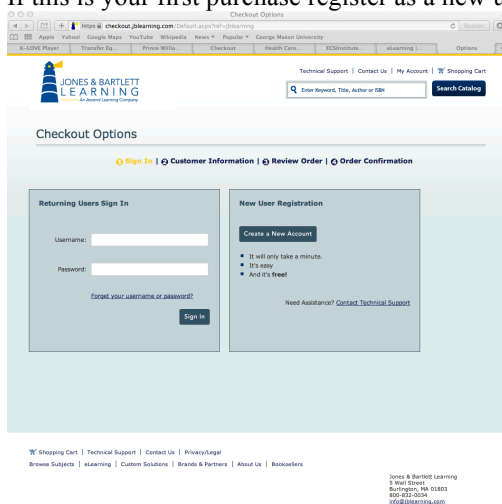 If this is your first purchase register as a new u
Checkout Options
https checkout.jblearning.com/Default.aspx?ref=jblearning
Reader
Apple Yahoo! Google Maps YouTube Wikipedia News Popular George Mason University
K-LOVE Player Transfer Eq... Prince Willia... Checkout Health Care... ECSInstitute... eLearning |... Options
Technical Support | Contact Us | My Account | Shopping Cart
JONES & BARTLETT
LEARNING
An Ascend Learning Company
Enter Keyword, Title, Author or ISBN
Search Catalog
Checkout Options
1 Sign In | 2 Customer Information | 3 Review Order | 4 Order Confirmation
Returning Users Sign In
Username:
Password:
Forget your username or password?
Sign In
New User Registration
Create a New Account
It will only take a minute.
It's easy
And it's free!
Need Assistance? Contact Technical Support
Shopping Cart | Technical Support | Contact Us | Privacy/Legal
Browse Subjects | eLearning | Custom Solutions | Brands & Partners | About Us | Booksellers
Jones & Bartlett Learning
5 Wall Street
Burlington, MA 01803
800-832-0034
info@jblearning.com